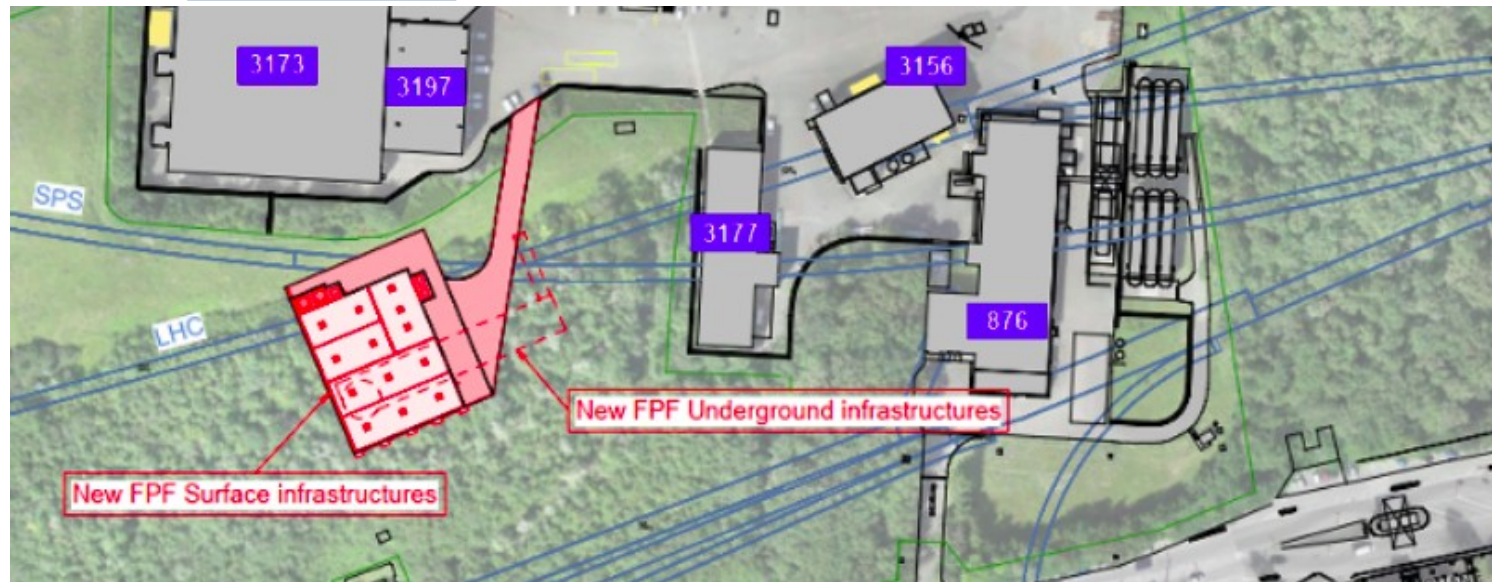 3173
3197
3156
SPS
3177
LHC
876
New FPF Underground infrastructures
New FPF Surface infrastructures